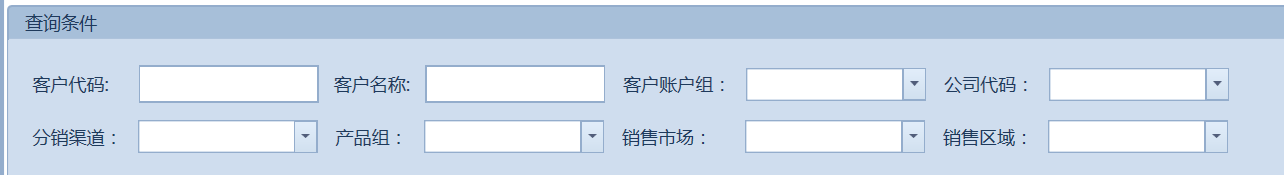 查询条件
客户代码: 客户名称: 客户账户组： 公司代码：
分销渠道： 产品组： 销售市场： 销售区域：